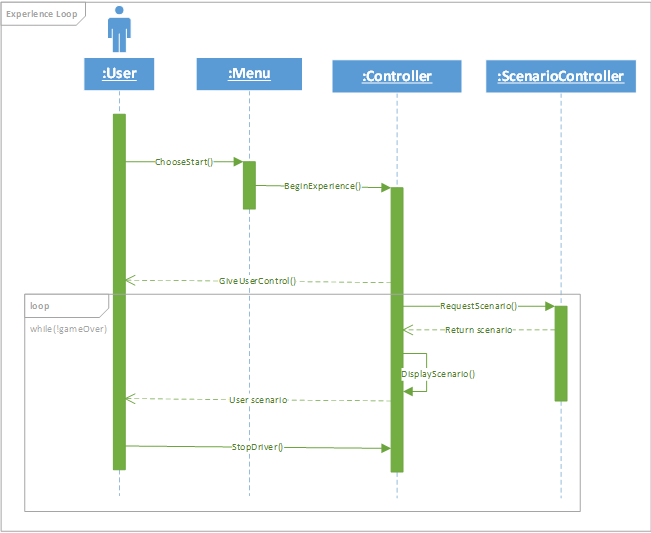 Experience Loop
:User
:Menu
:Controller
:ScenarioController
ChooseStart()
BeginExperience()
GiveUserControl()
loop
while(!gameOver)
RequestScenario()
Return scenario
DisplayScenario()
User scenario
StopDriver()